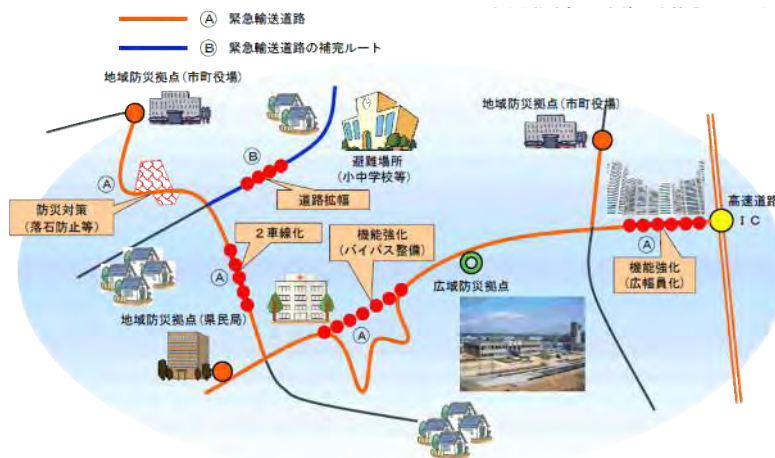 Ⓐ 緊急輸送道路
Ⓑ 緊急輸送道路の補完ルート
地域防災拠点(市町役場)
地域防災拠点(市町役場)
Ⓑ
避難場所
(小中学校等)
Ⓐ
道路拡幅
高速道路
ＩＣ
防災対策
(落石防止等)
２車線化
機能強化
(バイパス整備)
Ⓐ
Ⓐ
機能強化
(広幅員化)
広域防災拠点
地域防災拠点(県民局)
Ⓐ